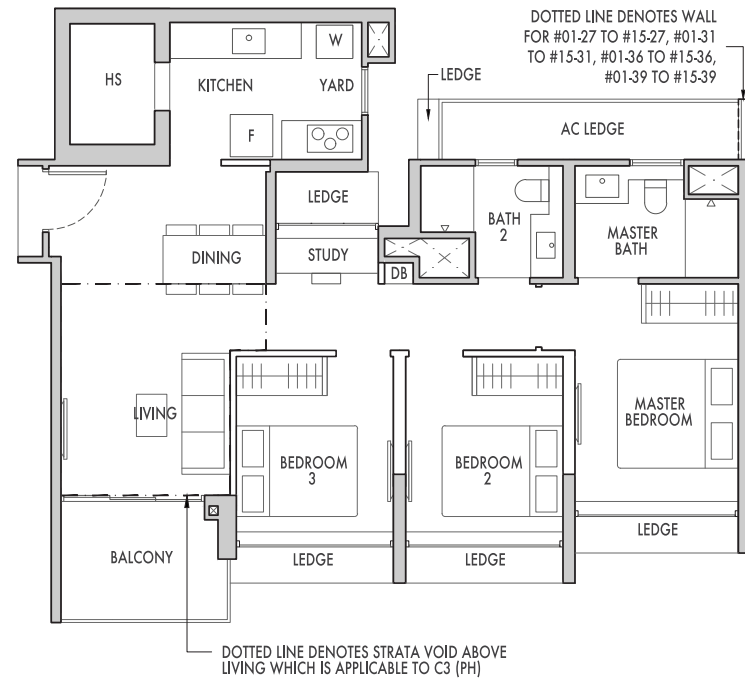 DOTTED LINE DENOTES WALL
FOR #01-27 TO #15-27, #01-31
TO #15-31, #01-36 TO #15-36,
#01-39 TO #15-39
LEDGE
W
HS
KITCHEN
YARD
F
AC LEDGE
LEDGE
BATH
2
MASTER
BATH
DINING
STUDY
DB
LIVING
MASTER
BEDROOM
BEDROOM
3
BEDROOM
2
LEDGE
BALCONY
LEDGE
LEDGE
DOTTED LINE DENOTES STRATA VOID ABOVE
LIVING WHICH IS APPLICABLE TO C3 (PH)